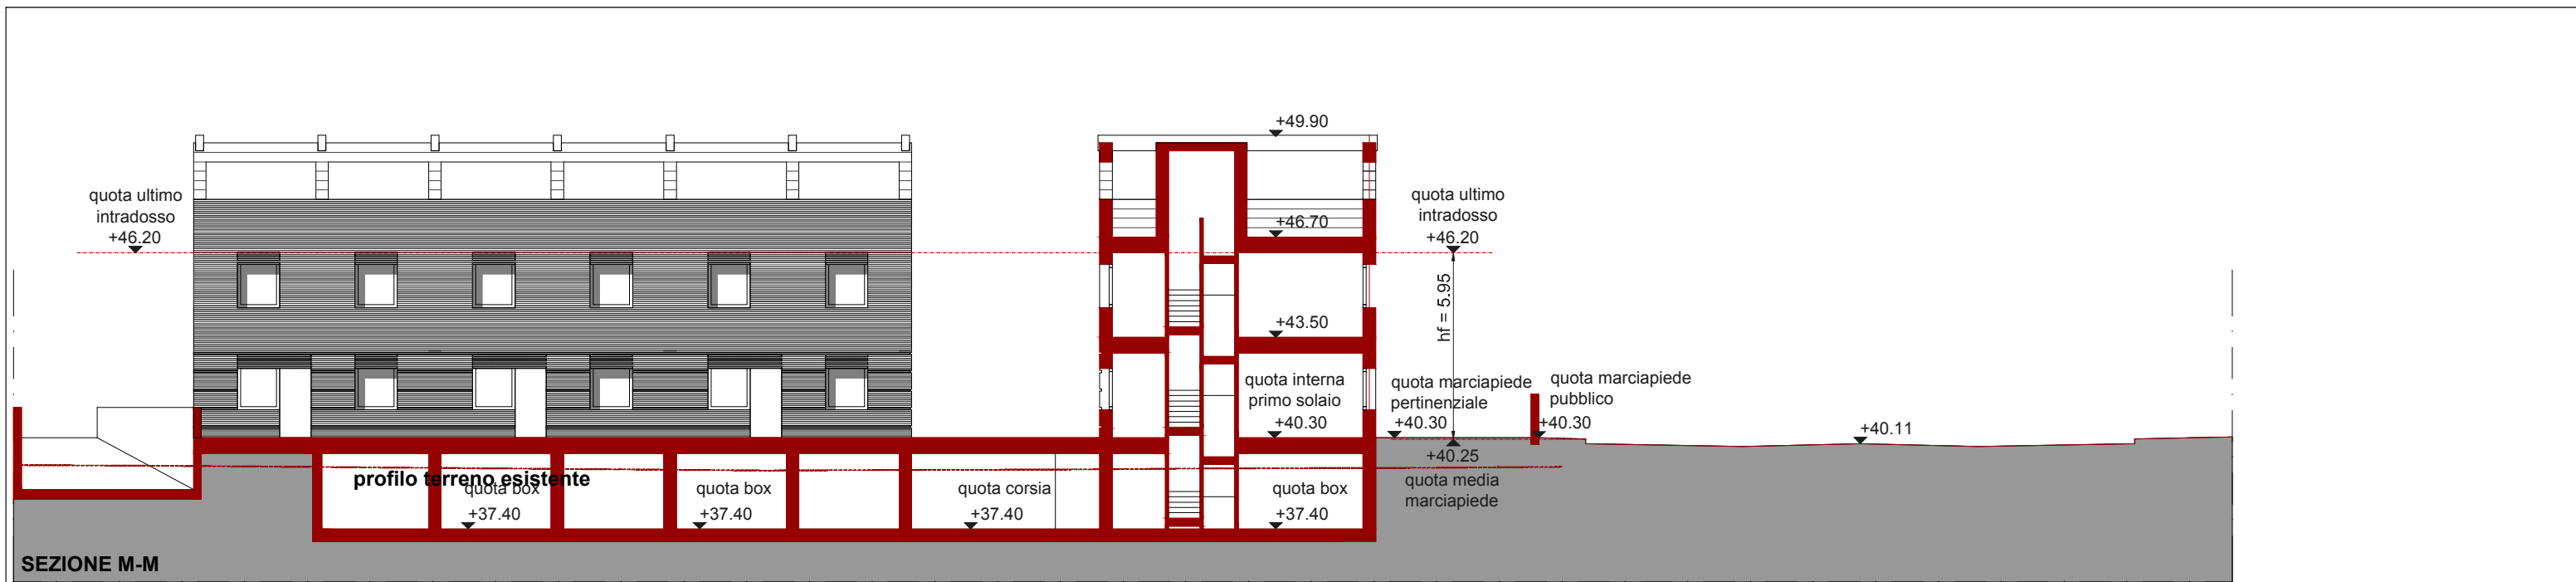 +49.90
quota ultimo
intradosso
+46.20
+46.70
quota ultimo
intradosso
+46.20
hf = 5.95
+43.50
quota interna
primo solaio
+40.30
quota marciapiede
pertinenziale
+40.30
quota marciapiede
pubblico
+40.30
+40.11
+40.25
quota media
marciapiede
profilo terreno esistente
quota box
+37.40
quota box
+37.40
quota corsia
+37.40
quota box
+37.40
SEZIONE M-M